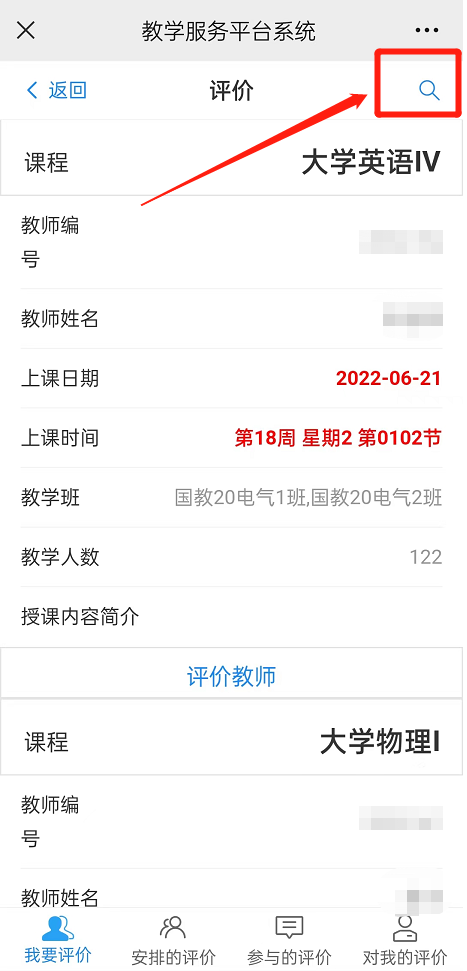 教学服务平台系统
返回
评价
课程
大学英语IV
教师编
号
教师姓名
上课日期
2022-06-21
上课时间
第18周 星期2 第0102节
教学班
国教20电气1班,国教20电气2班
教学人数
122
授课内容简介
评价教师
课程
大学物理I
教师编
号
教师姓名
我要评价
安排的评价
参与的评价
对我的评价